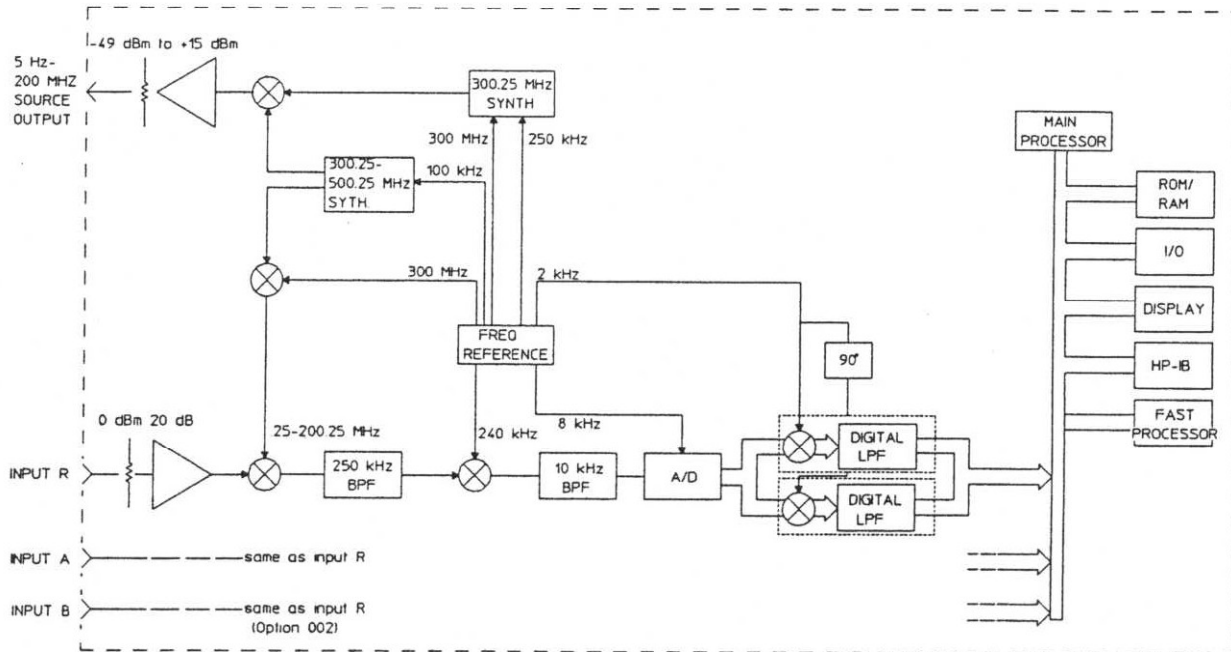 -49 dBm to +15 dBm
5 Hz-
200 MHZ
SOURCE
OUTPUT
300.25 MHz
SYNTH
300 MHz
250 kHz
MAIN
PROCESSOR
300.25-
500.25 MHz
SYTH.
100 kHz
ROM/
RAM
I/O
300 MHz
2 kHz
DISPLAY
FREQ
REFERENCE
90°
HP-IB
FAST
PROCESSOR
0 dBm 20 dB
25-200 25 MHz
240 kHz
8 kHz
INPUT R
250 kHz
BPF
10 kHz
BPF
A/D
DIGITAL
LPF
DIGITAL
LPF
INPUT A
same as input R
INPUT B
same as input R
(Option 002)